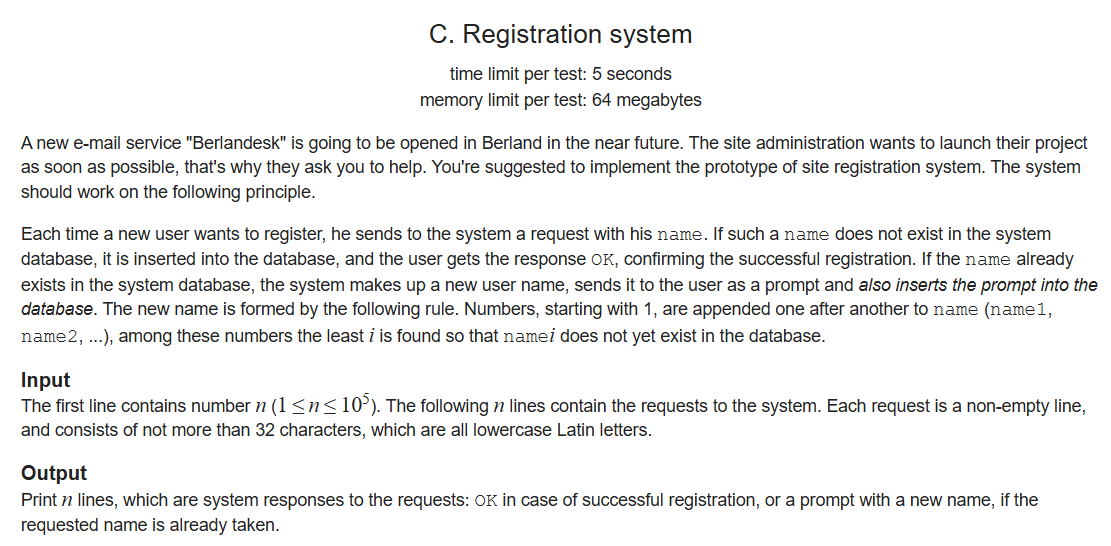 C. Registration system
time limit per test: 5 seconds
memory limit per test: 64 megabytes
A new e-mail service "Berlandesk" is going to be opened in Berland in the near future. The site administration wants to launch their project
as soon as possible, that's why they ask you to help. You're suggested to implement the prototype of site registration system. The system
should work on the following principle.
Each time a new user wants to register, he sends to the system a request with his name. If such a name does not exist in the system
database, it is inserted into the database, and the user gets the response OK, confirming the successful registration. If the name already
exists in the system database, the system makes up a new user name, sends it to the user as a prompt and also inserts the prompt into the
database. The new name is formed by the following rule. Numbers, starting with 1, are appended one after another to name (name1,
name2, ...), among these numbers the least i is found so that namei does not yet exist in the database.
Input
The first line contains number n (1 ≤ n ≤ 10⁵). The following n lines contain the requests to the system. Each request is a non-empty line,
and consists of not more than 32 characters, which are all lowercase Latin letters.
Output
Print n lines, which are system responses to the requests: OK in case of successful registration, or a prompt with a new name, if the
requested name is already taken.